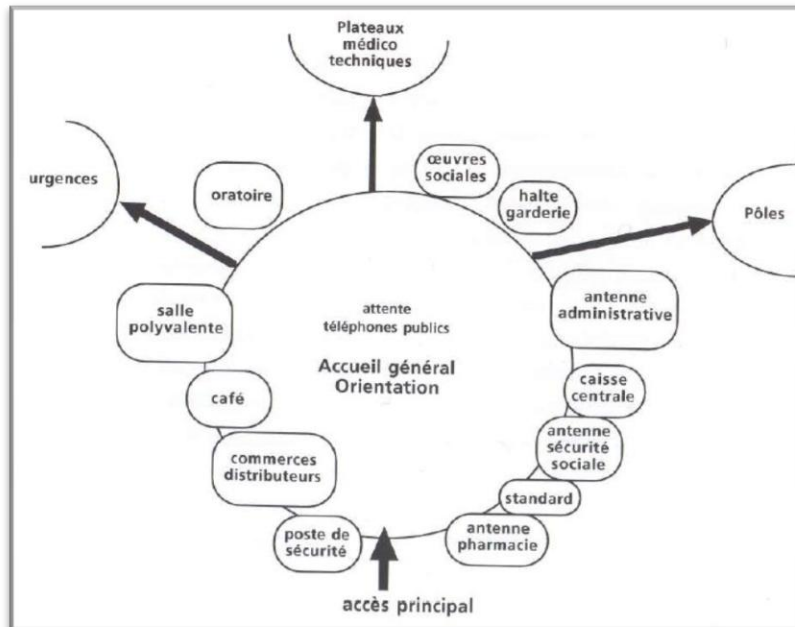 Plateaux
médico
techniques
urgences
oratoire
œuvres
sociales
halte
garderie
Pôles
salle
polyvalente
attente
téléphones publics
Accueil général
Orientation
antenne
administrative
café
caisse
centrale
commerces
distributeurs
antenne
sécurité
sociale
standard
poste de
sécurité
antenne
pharmacie
accès principal